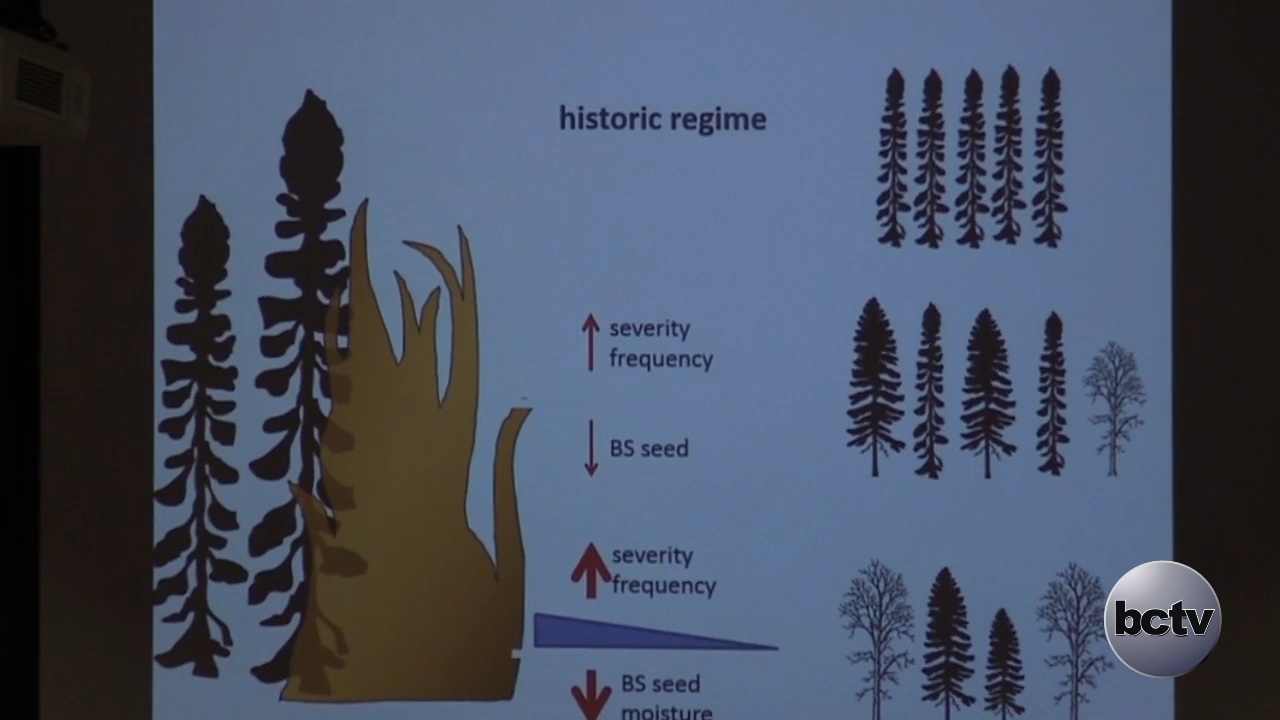 historic regime
severity
frequency
BS seed
severity
frequency
BS seed
moisture
bctv